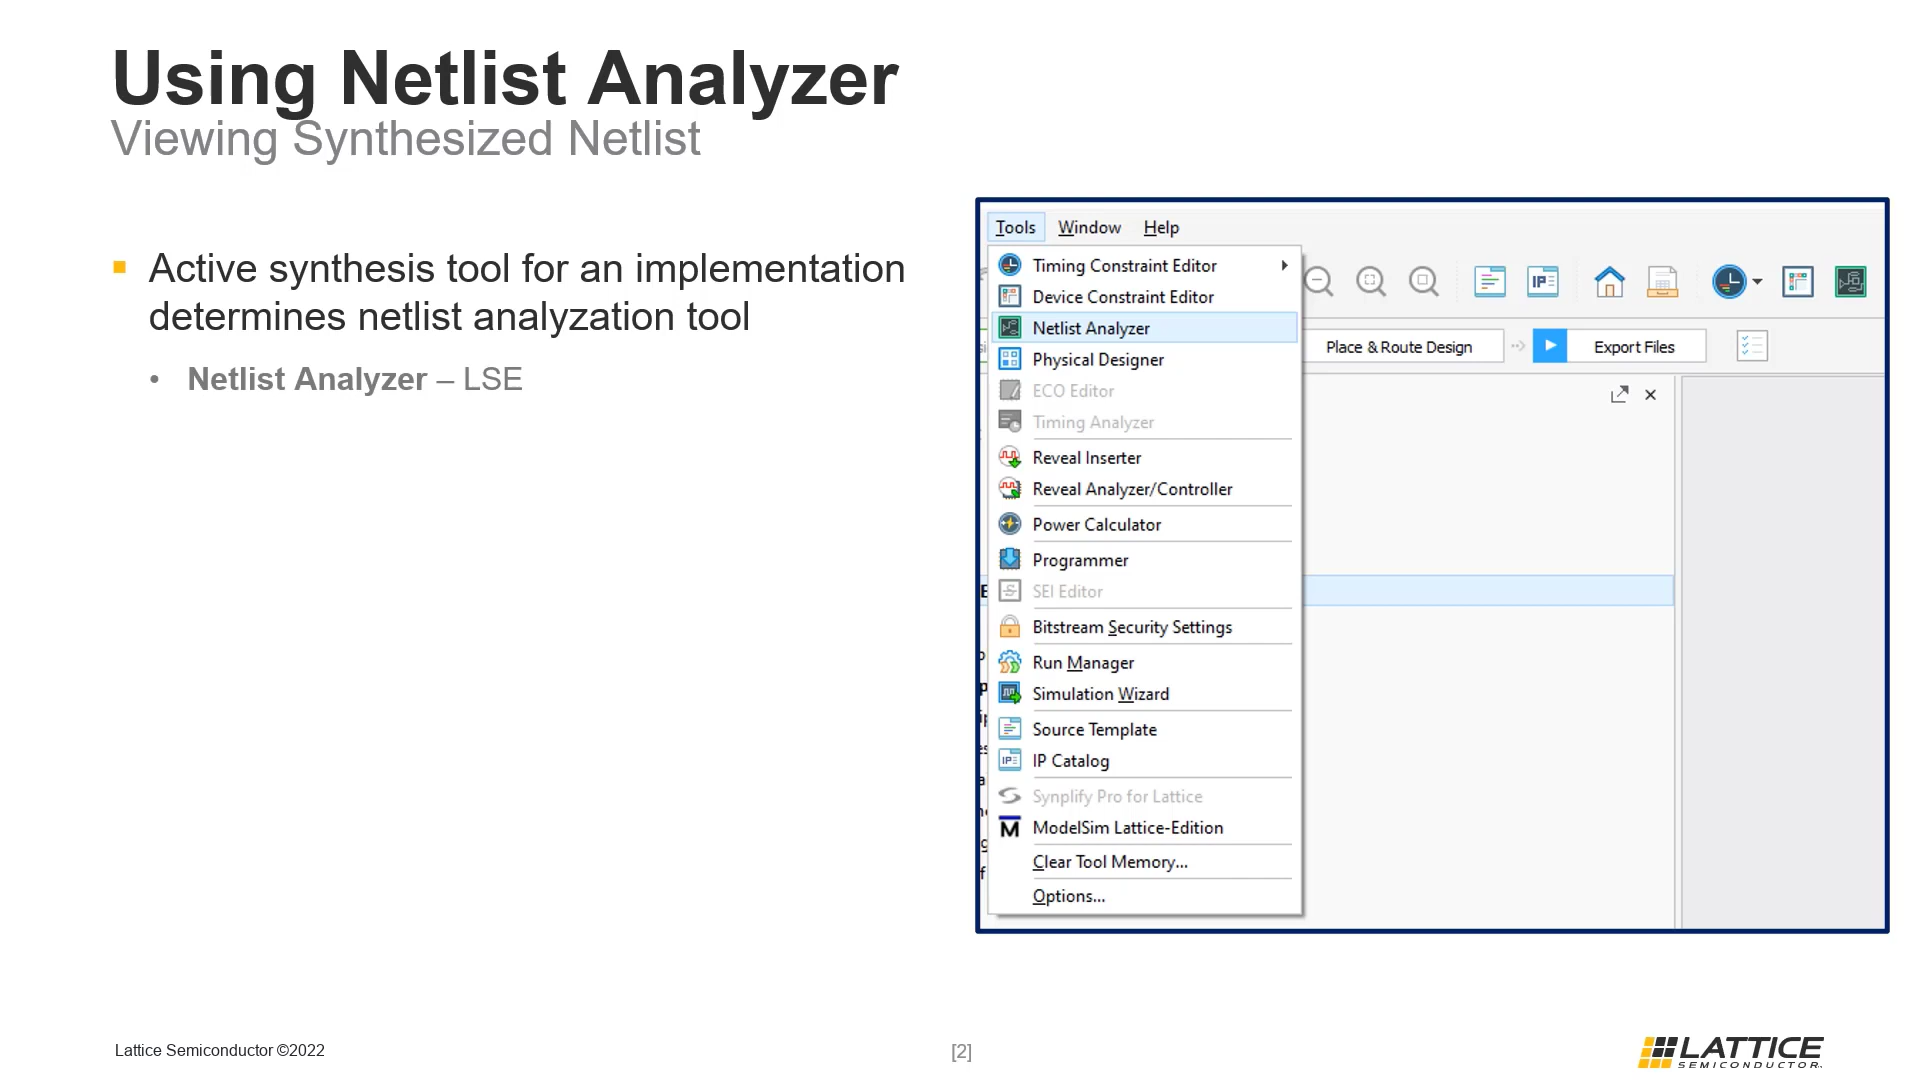 Using Netlist Analyzer
Viewing Synthesized Netlist
Active synthesis tool for an implementation
determines netlist analyzation tool
Netlist Analyzer – LSE
Tools Window Help
Timing Constraint Editor
Device Constraint Editor
Netlist Analyzer
Physical Designer
ECO Editor
Timing Analyzer
Reveal Inserter
Reveal Analyzer/Controller
Power Calculator
Programmer
SEI Editor
Bitstream Security Settings
Run Manager
Simulation Wizard
Source Template
IP Catalog
Synplify Pro for Lattice
ModelSim Lattice-Edition
Clear Tool Memory...
Options...
Place & Route Design
Export Files
Lattice Semiconductor ©2022
[2]
LATTICE
SEMICONDUCTOR